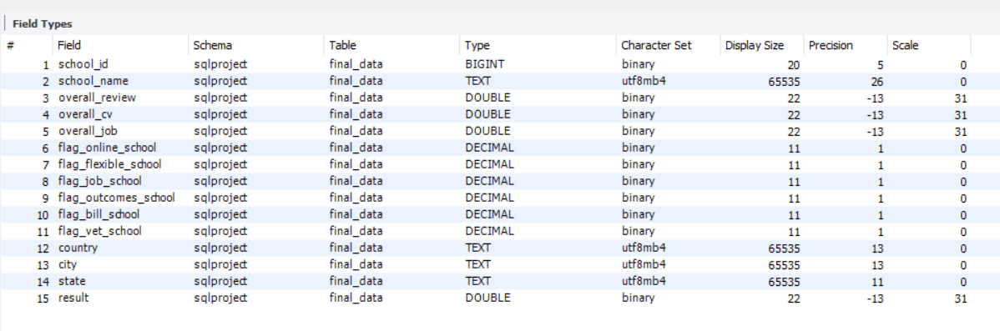 Field Types
# Field Schema Table Type Character Set Display Size Precision Scale
1 school_id sqlproject final_data BIGINT binary 20 5 0
2 school_name sqlproject final_data TEXT utf8mb4 65535 26 0
3 overall_review sqlproject final_data DOUBLE binary 22 -13 31
4 overall_cv sqlproject final_data DOUBLE binary 22 -13 31
5 overall_job sqlproject final_data DOUBLE binary 22 -13 31
6 flag_online_school sqlproject final_data DECIMAL binary 11 1 0
7 flag_flexible_school sqlproject final_data DECIMAL binary 11 1 0
8 flag_job_school sqlproject final_data DECIMAL binary 11 1 0
9 flag_outcomes_school sqlproject final_data DECIMAL binary 11 1 0
10 flag_bill_school sqlproject final_data DECIMAL binary 11 1 0
11 flag_vet_school sqlproject final_data DECIMAL binary 11 1 0
12 country sqlproject final_data TEXT utf8mb4 65535 13 0
13 city sqlproject final_data TEXT utf8mb4 65535 13 0
14 state sqlproject final_data TEXT utf8mb4 65535 11 0
15 result sqlproject final_data DOUBLE binary 22 -13 31